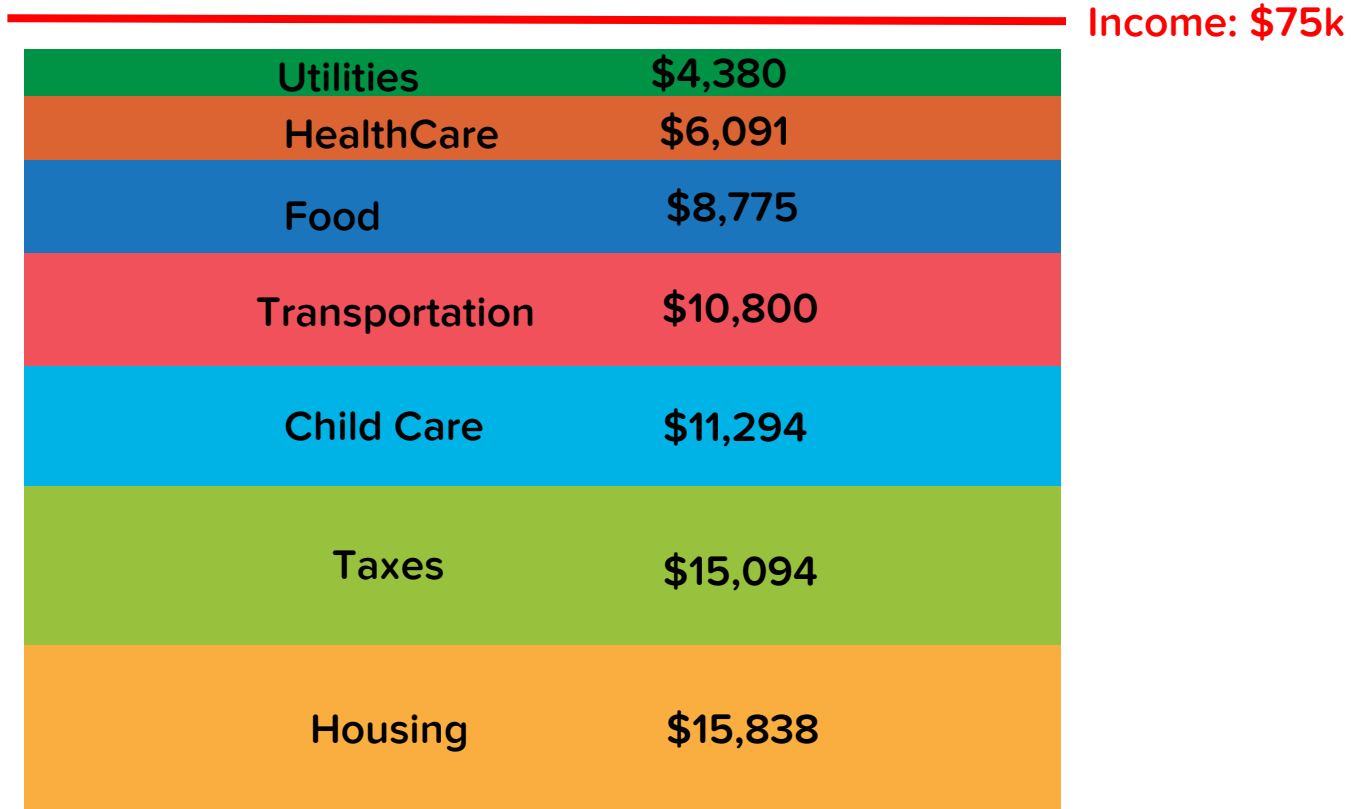 Income: $75k
Utilities $4,380
HealthCare $6,091
Food $8,775
Transportation $10,800
Child Care $11,294
Taxes $15,094
Housing $15,838